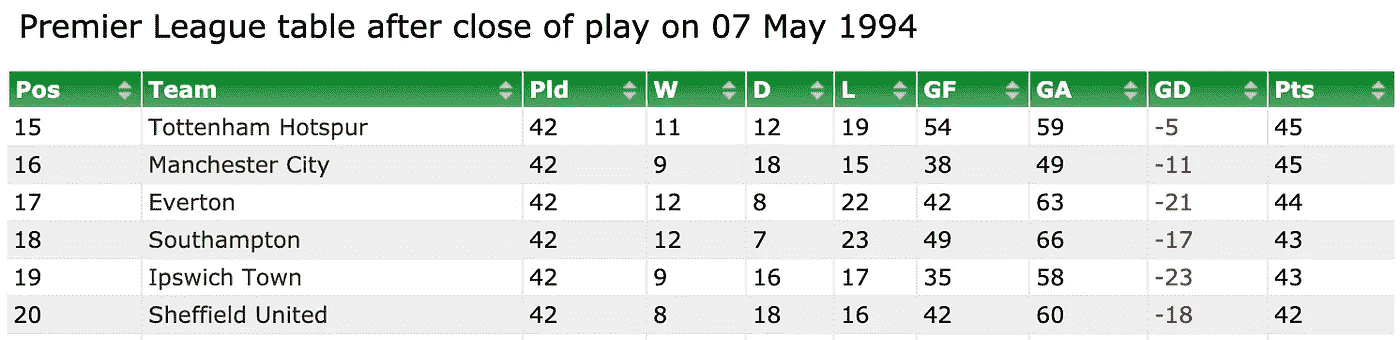 Premier League table after close of play on 07 May 1994
Pos Team Pld W D L GF GA GD Pts
15 Tottenham Hotspur 42 11 12 19 54 59 -5 45
16 Manchester City 42 9 18 15 38 49 -11 45
17 Everton 42 12 8 22 42 63 -21 44
18 Southampton 42 12 7 23 49 66 -17 43
19 Ipswich Town 42 9 16 17 35 58 -23 43
20 Sheffield United 42 8 18 16 42 60 -18 42